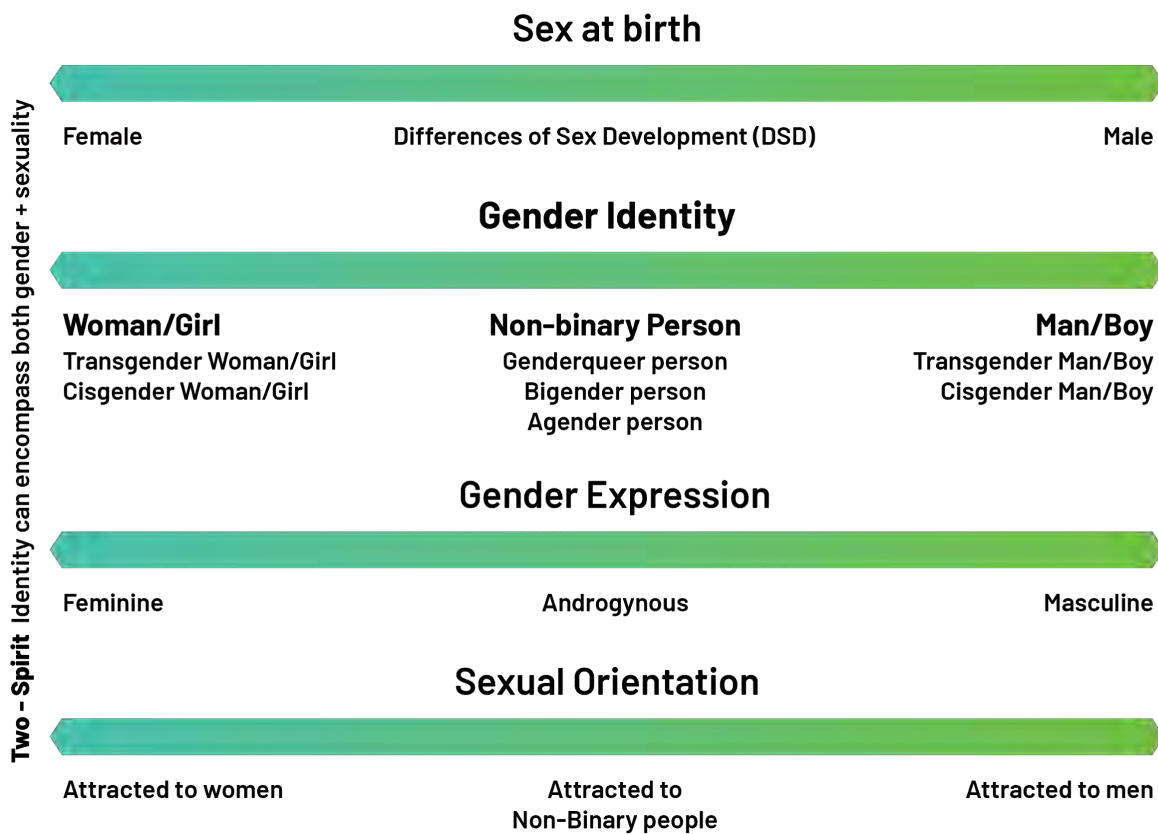 Sex at birth
Female
Differences of Sex Development (DSD)
Male
Gender Identity
Woman/Girl
Transgender Woman/Girl
Cisgender Woman/Girl
Non-binary Person
Genderqueer person
Bigender person
Agender person
Man/Boy
Transgender Man/Boy
Cisgender Man/Boy
Gender Expression
Feminine
Androgynous
Masculine
Sexual Orientation
Attracted to women
Attracted to
Non-Binary people
Attracted to men
Two - Spirit Identity can encompass both gender + sexuality